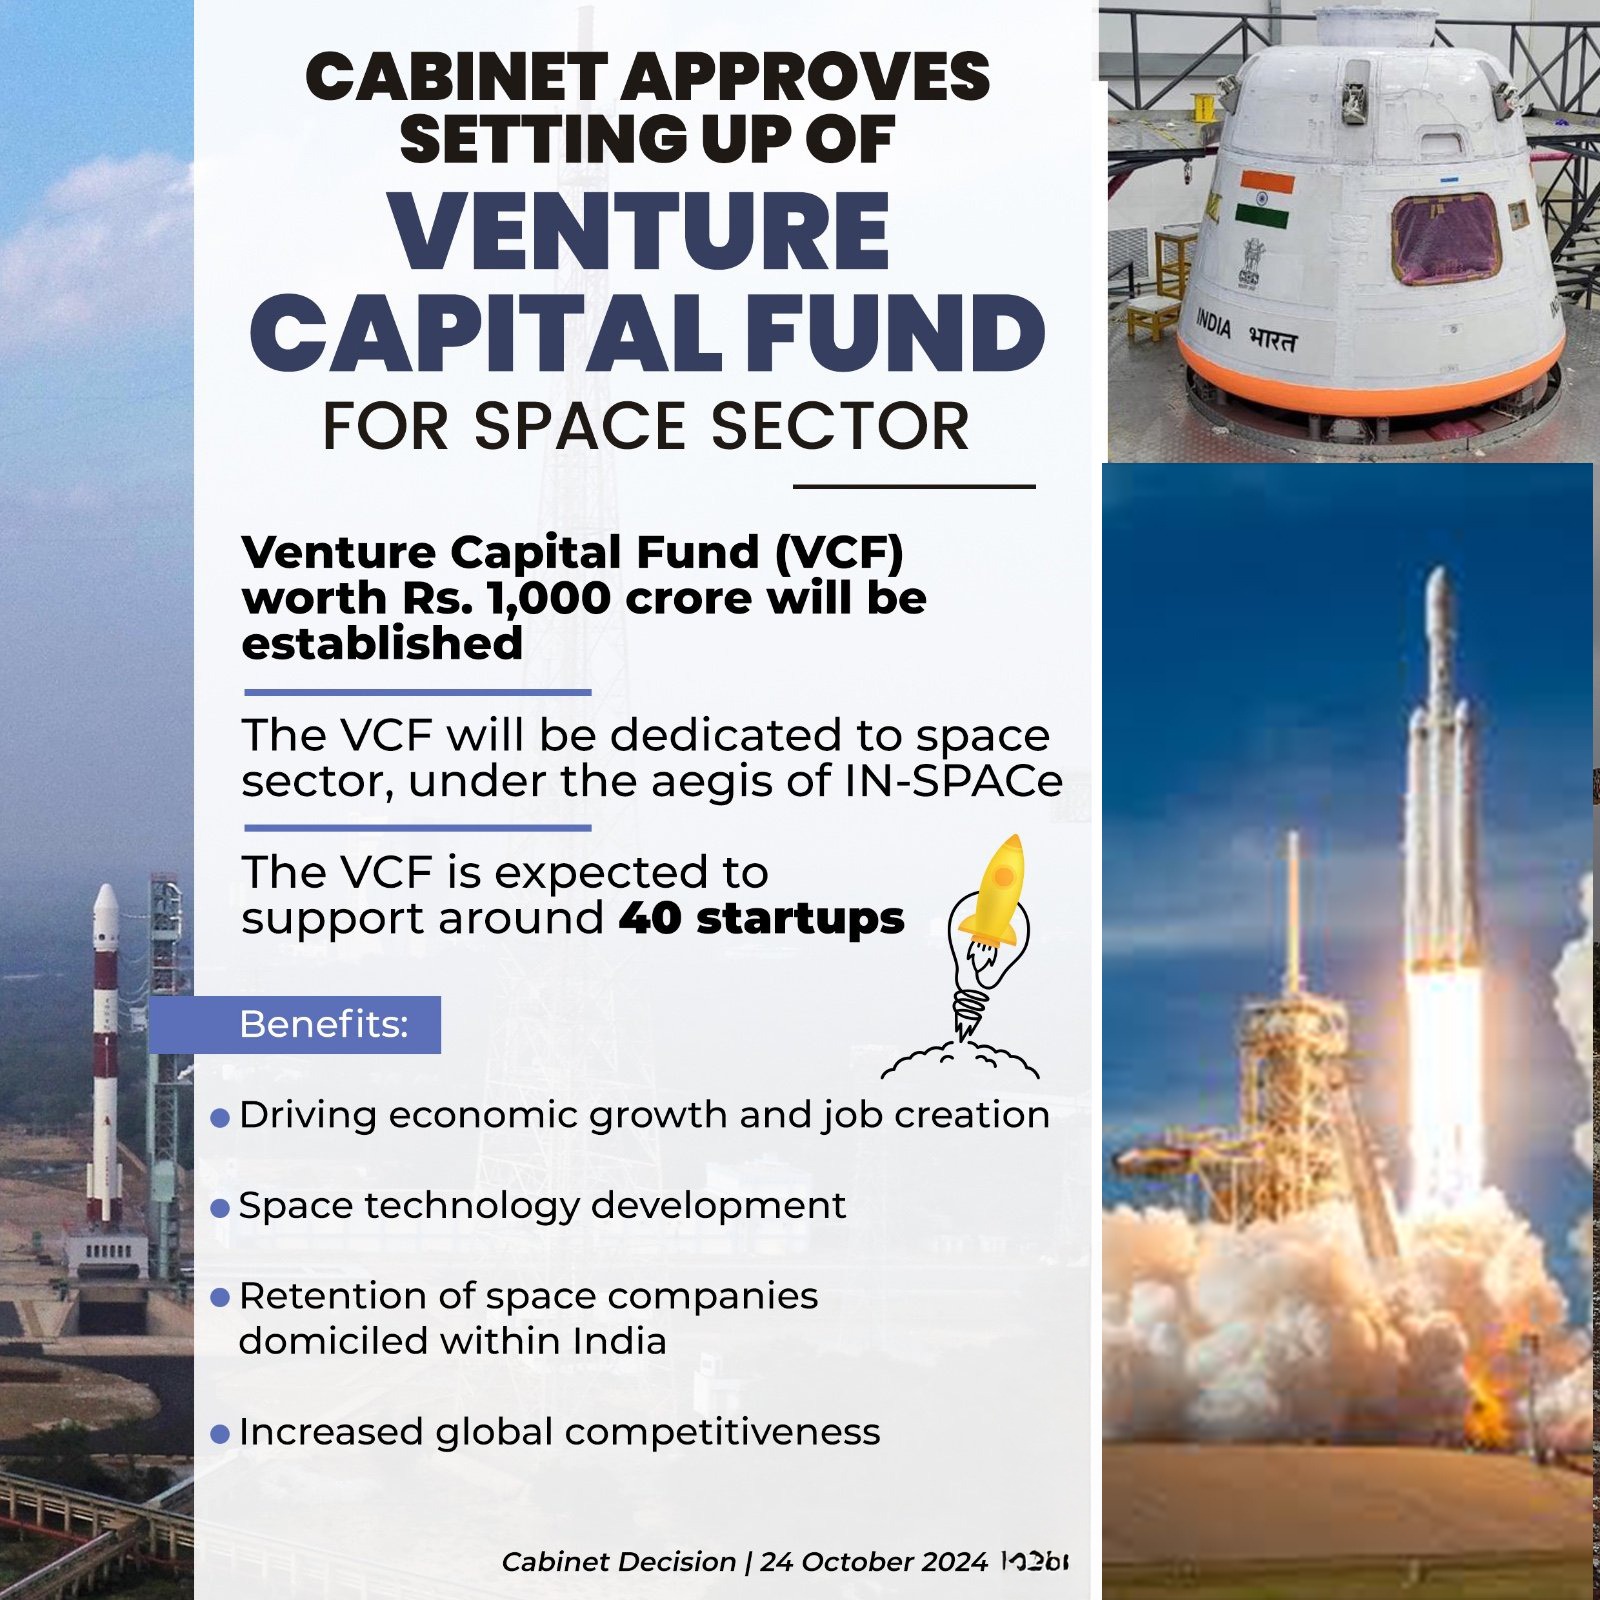 CABINET APPROVES
SETTING UP OF
VENTURE
CAPITAL FUND
FOR SPACE SECTOR
Venture Capital Fund (VCF)
worth Rs. 1,000 crore will be
established
The VCF will be dedicated to space
sector, under the aegis of IN-SPACe
The VCF is expected to
support around 40 startups
Benefits:
Driving economic growth and job creation
Space technology development
Retention of space companies
domiciled within India
Increased global competitiveness
Cabinet Decision | 24 October 2024
INDIA भारत